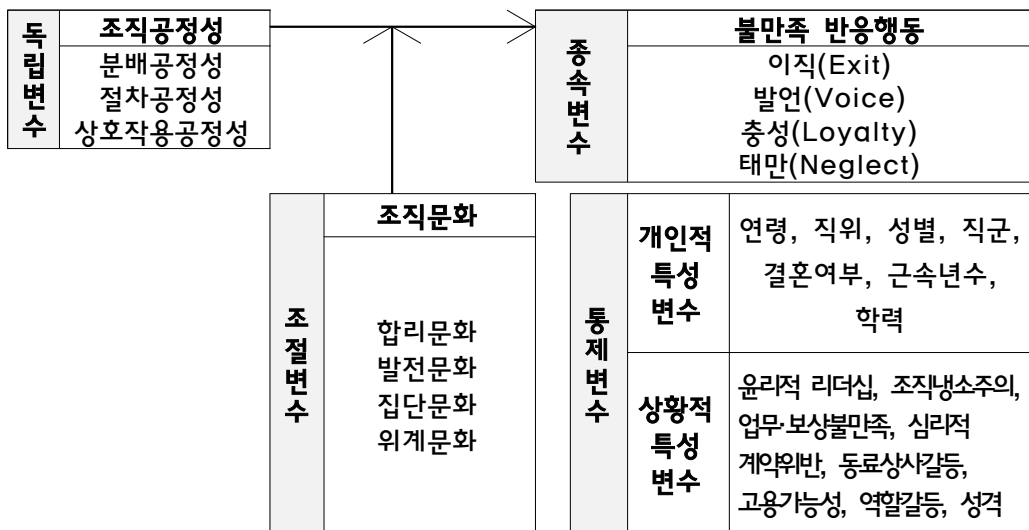 독립변수
조직공정성
분배공정성
절차공정성
상호작용공정성
종속변수
불만족 반응행동
이직(Exit)
발언(Voice)
충성(Loyalty)
태만(Neglect)
조절변수
조직문화
합리문화
발전문화
집단문화
위계문화
통제변수
개인적
특성
변수
연령, 직위, 성별, 직군,
결혼여부, 근속년수,
학력
상황적
특성
변수
윤리적 리더십, 조직냉소주의,
업무·보상불만족, 심리적
계약위반, 동료상사갈등,
고용가능성, 역할갈등, 성격